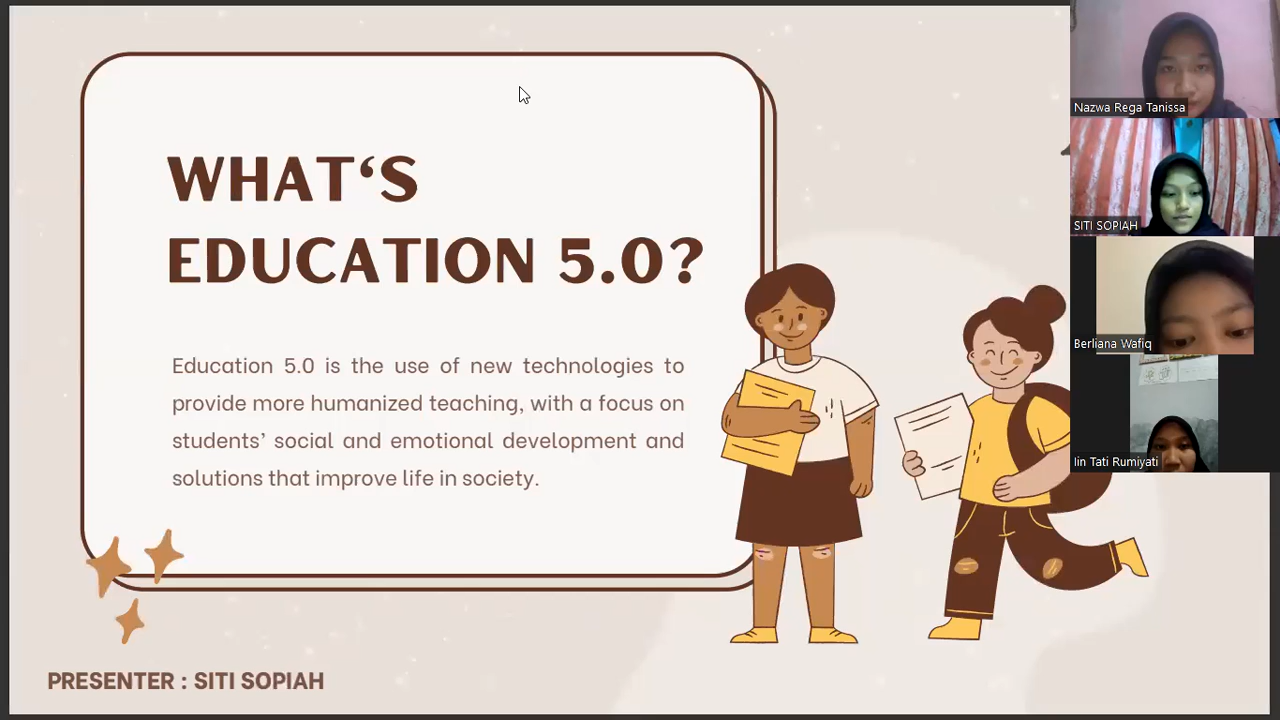 WHAT‘S
EDUCATION 5.0?
Education 5.0 is the use of new technologies to
provide more humanized teaching, with a focus on
students’ social and emotional development and
solutions that improve life in society.
PRESENTER : SITI SOPIAH
Nazwa Rega Tanissa
SITI SOPIAH
Berliana Wafiq
Iin Tati Rumiyati